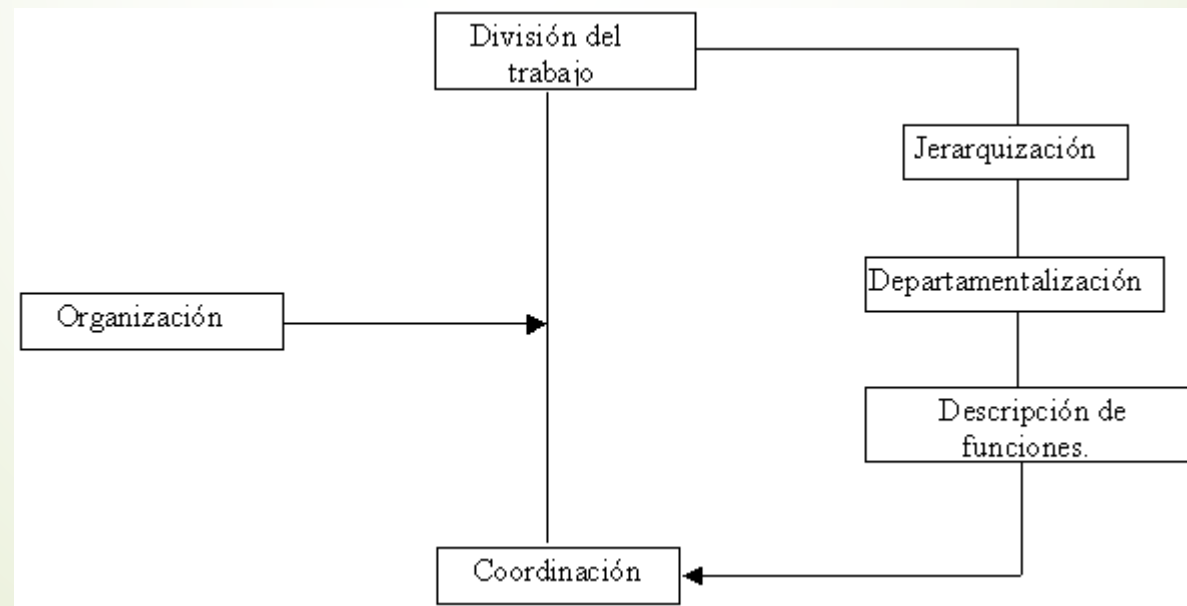 División del
trabajo
Jerarquización
Departamentalización
Organización
Descripción de
funciones.
Coordinación